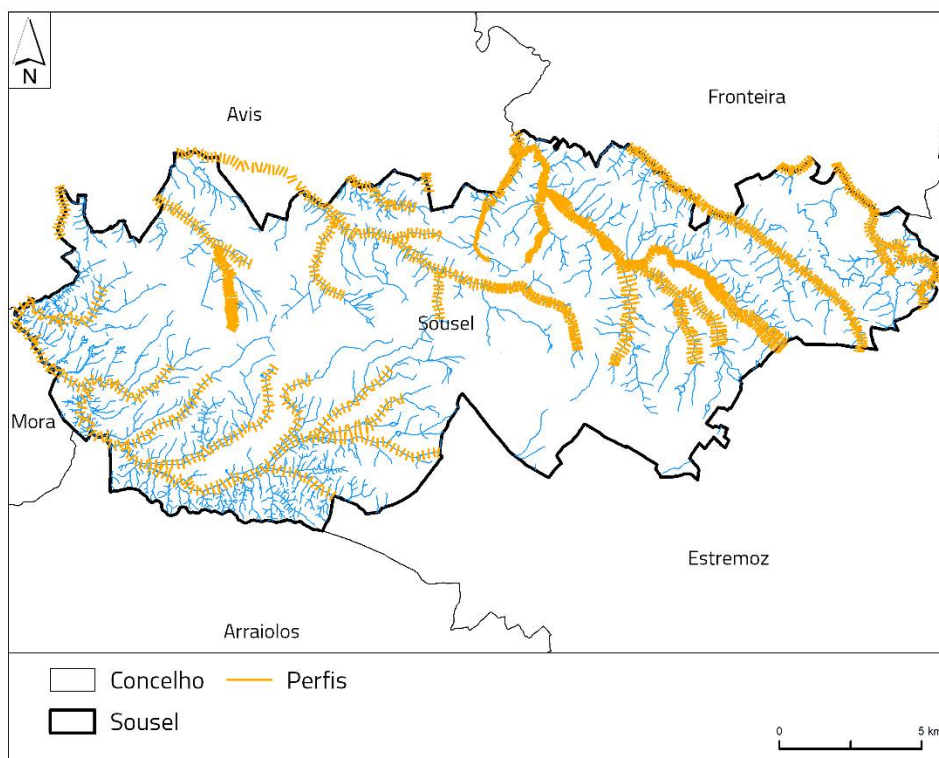 N
Avis
Fronteira
Sousel
Mora
Estremoz
Arraiolos
Concelho
Perfis
Sousel
0
5 km